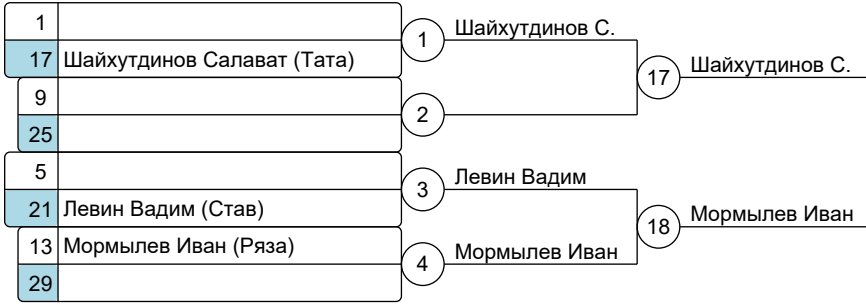 1
Шайхутдинов С.
1
17 Шайхутдинов Салават (Тата)
Шайхутдинов С.
17
9
2
25
5
Левин Вадим
3
21 Левин Вадим (Став)
Мормылев Иван
18
13 Мормылев Иван (Ряза)
Мормылев Иван
4
29